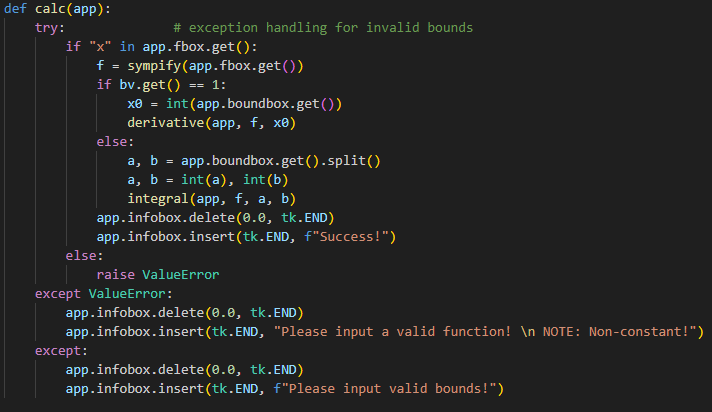 def calc(app):
    try:              # exception handling for invalid bounds
        if "x" in app.fbox.get():
            f = sympify(app.fbox.get())
            if bv.get() == 1:
                x0 = int(app.boundbox.get())
                derivative(app, f, x0)
            else:
                a, b = app.boundbox.get().split()
                a, b = int(a), int(b)
                integral(app, f, a, b)
            app.infobox.delete(0.0, tk.END)
            app.infobox.insert(tk.END, f"Success!")
        else:
            raise ValueError
    except ValueError:
        app.infobox.delete(0.0, tk.END)
        app.infobox.insert(tk.END, "Please input a valid function! \n NOTE: Non-constant!")
    except:
        app.infobox.delete(0.0, tk.END)
        app.infobox.insert(tk.END, f"Please input valid bounds!")